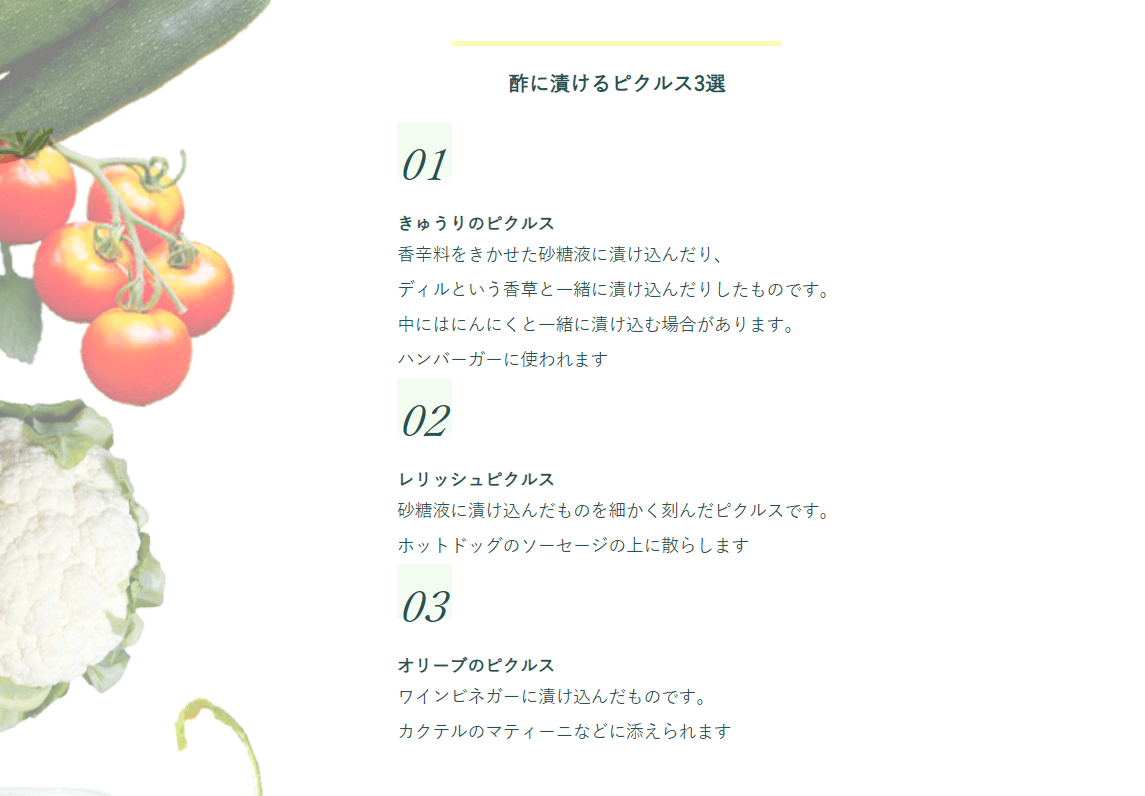 酢に漬けるピクルス3選
01
きゅうりのピクルス
香辛料をきかせた砂糖液に漬け込んだり、
ディルという香草と一緒に漬け込んだりしたものです。
中にはにんにくと一緒に漬け込む場合があります。
ハンバーガーに使われます
02
レリッシュピクルス
砂糖液に漬け込んだものを細かく刻んだピクルスです。
ホットドッグのソーセージの上に散らします
03
オリーブのピクルス
ワインビネガーに漬け込んだものです。
カクテルのマティーニなどに添えられます